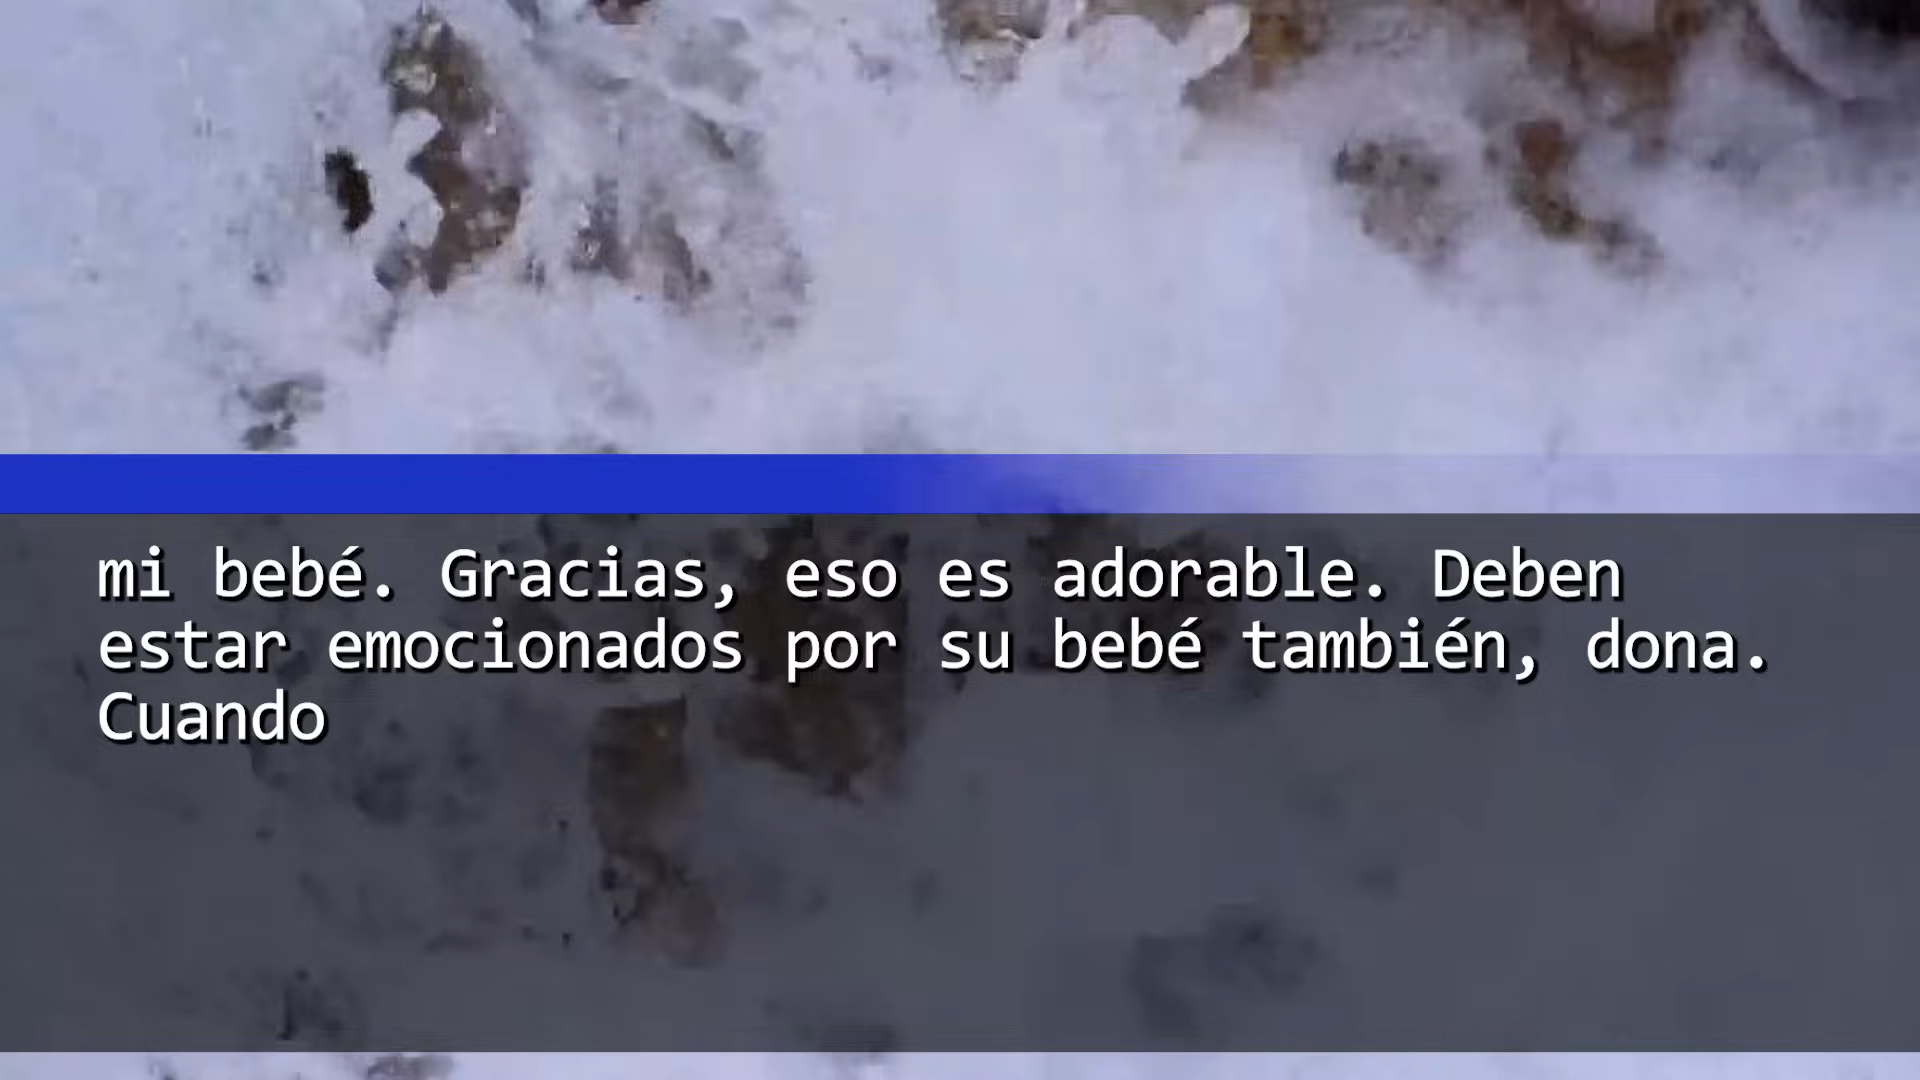 mi bebé. Gracias, eso es adorable. Deben
estar emocionados por su bebé también, dona.
Cuando